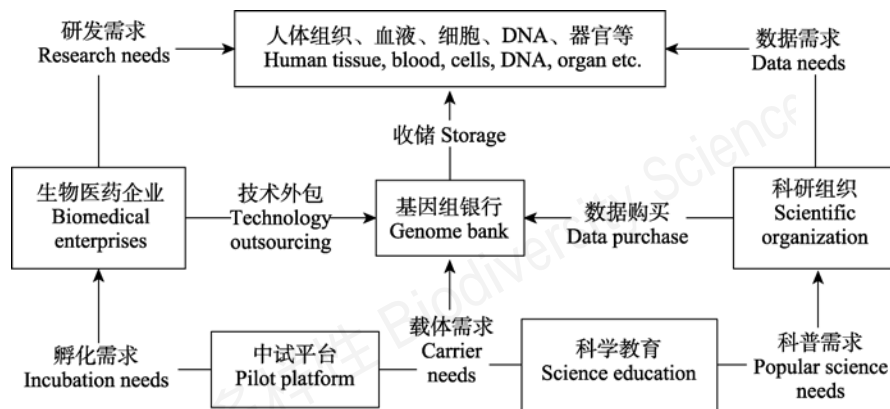 研发需求
Research needs
人体组织、血液、细胞、DNA、器官等
Human tissue, blood, cells, DNA, organ etc.
数据需求
Data needs
收储 Storage
生物医药企业
Biomedical
enterprises
技术外包
Technology
outsourcing
基因组银行
Genome bank
数据购买
Data purchase
科研组织
Scientific
organization
孵化需求
Incubation needs
中试平台
Pilot platform
载体需求
Carrier
needs
科学教育
Science education
科普需求
Popular science
needs
多样性 Biodiversity Science